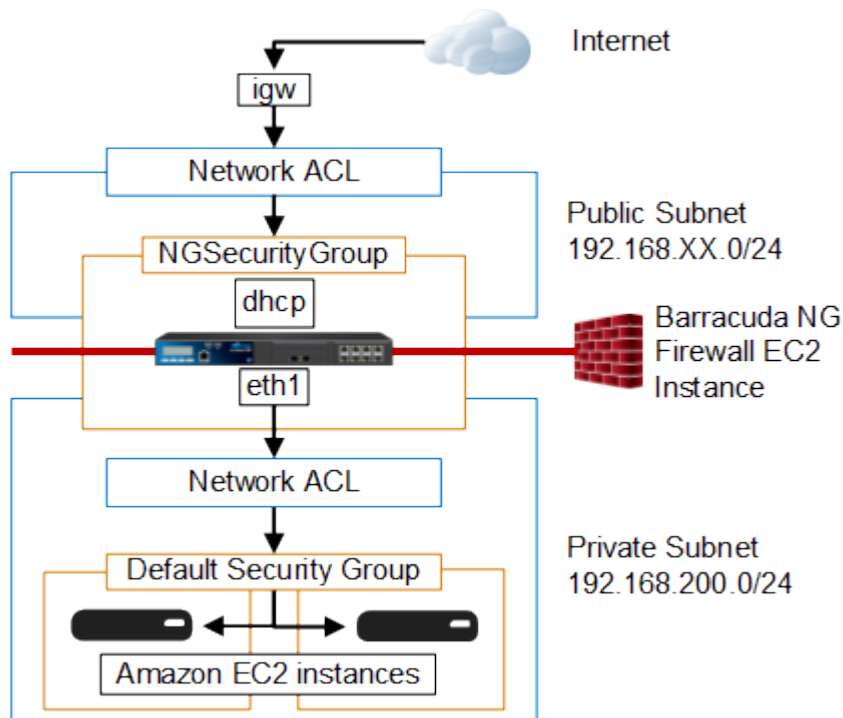 Internet
igw
Network ACL
Public Subnet
192.168.XX.0/24
NGSecurityGroup
dhcp
Barracuda NG
Firewall EC2
Instance
eth1
Network ACL
Private Subnet
192.168.200.0/24
Default Security Group
Amazon EC2 instances